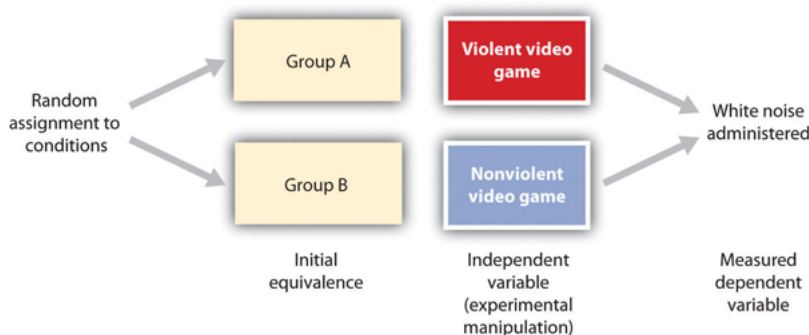 Random
assignment to
conditions
Group A
Group B
Initial
equivalence
Violent video
game
Nonviolent
video game
Independent
variable
(experimental
manipulation)
White noise
administered
Measured
dependent
variable